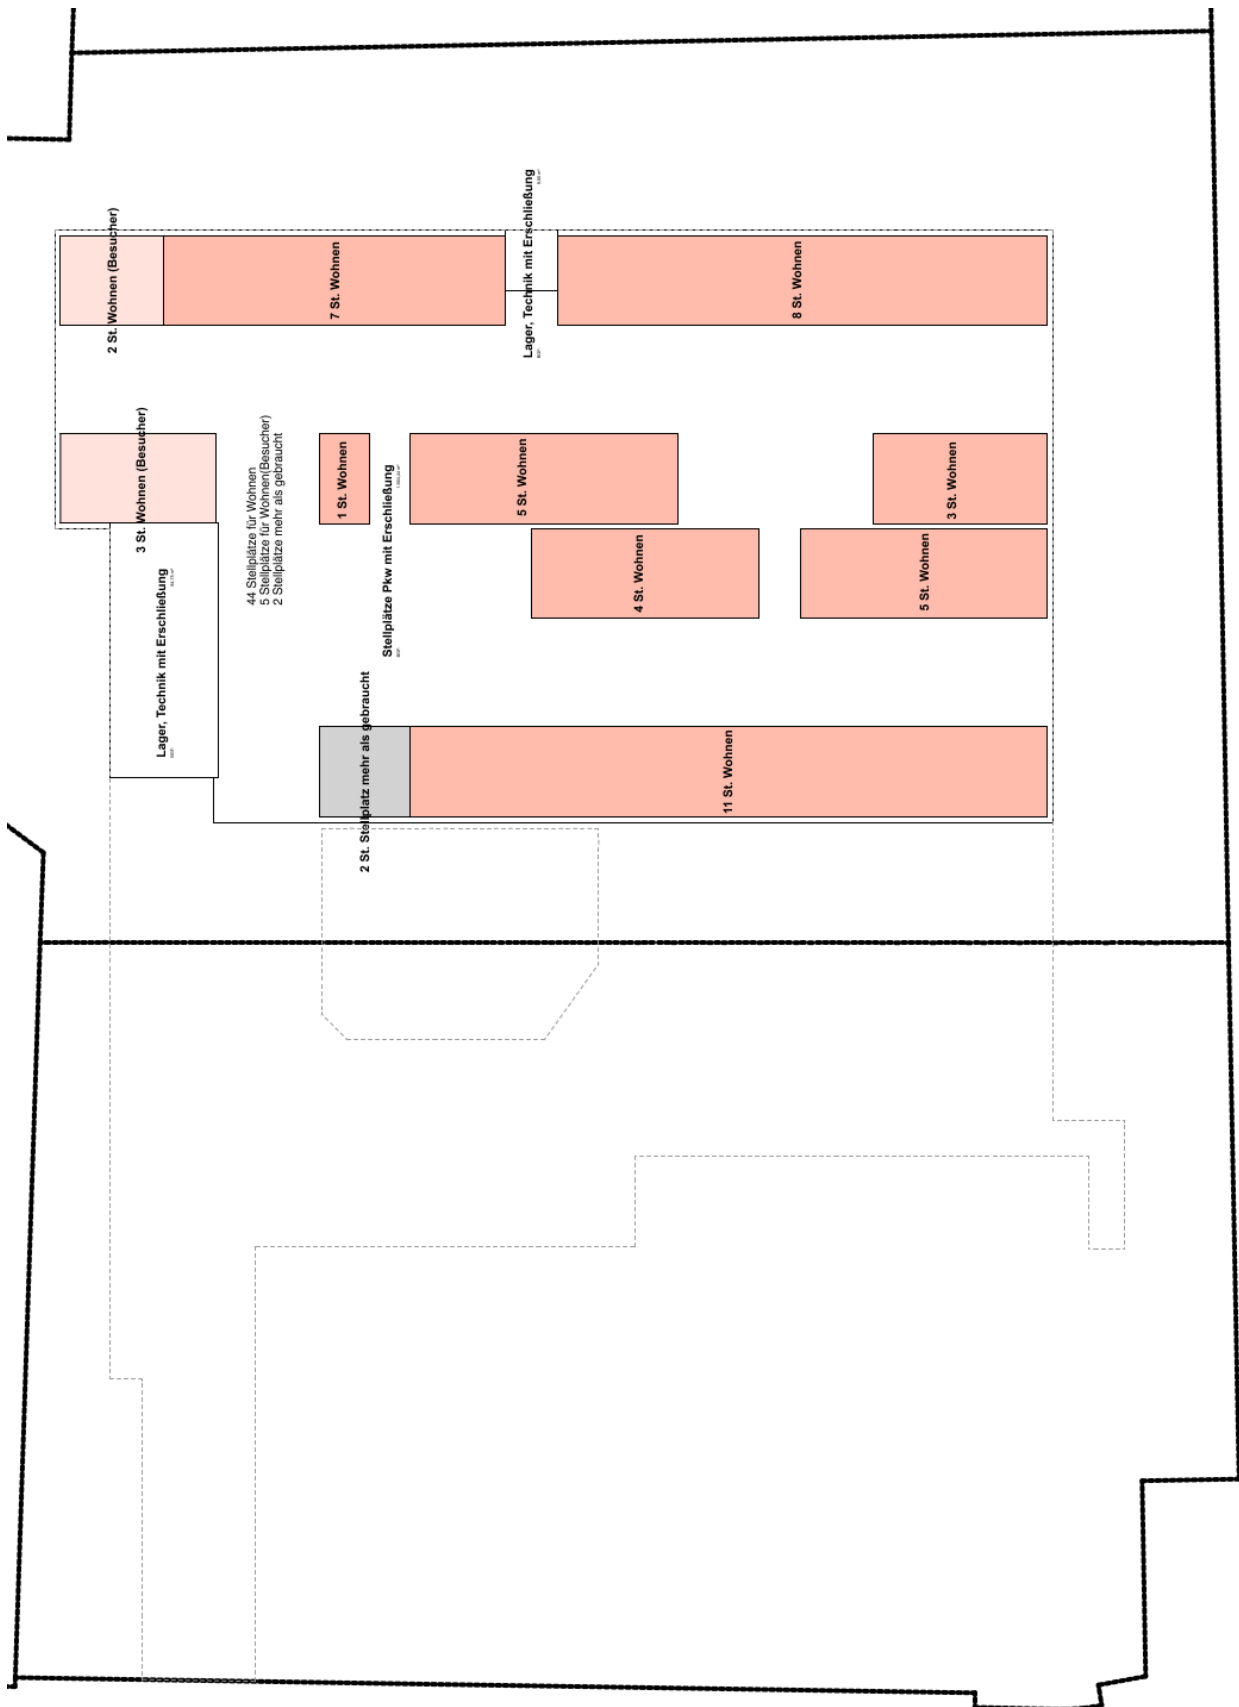 2 St. Wohnen (Besucher)
7 St. Wohnen
Lager, Technik mit Erschließung
8 St. Wohnen
3 St. Wohnen (Besucher)
44 Stellplätze für Wohnen
5 Stellplätze für Wohnen(Besucher)
2 Stellplätze mehr als gebraucht
1 St. Wohnen
Stellplätze Pkw mit Erschließung
5 St. Wohnen
3 St. Wohnen
4 St. Wohnen
5 St. Wohnen
Lager, Technik mit Erschließung
2 St. Stellplatz mehr als gebraucht
11 St. Wohnen